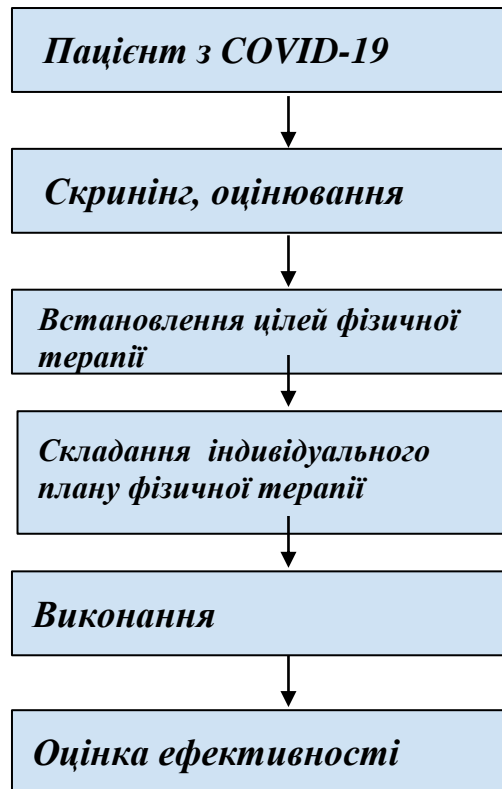 Пацієнт з COVID-19
Скринінг, оцінювання
Встановлення цілей фізичної
терапії
Складання індивідуального
плану фізичної терапії
Виконання
Оцінка ефективності